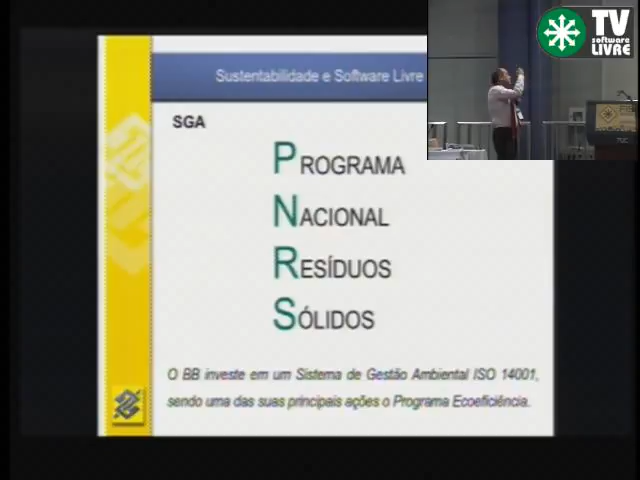 TV
software
LIVRE
Sustentabilidade e Software Livre
SGA
PROGRAMA
NACIONAL
RESÍDUOS
SÓLIDOS
O BB investe em um Sistema de Gestão Ambiental ISO 14001,
sendo uma das suas principais ações o Programa Ecoeficiência.